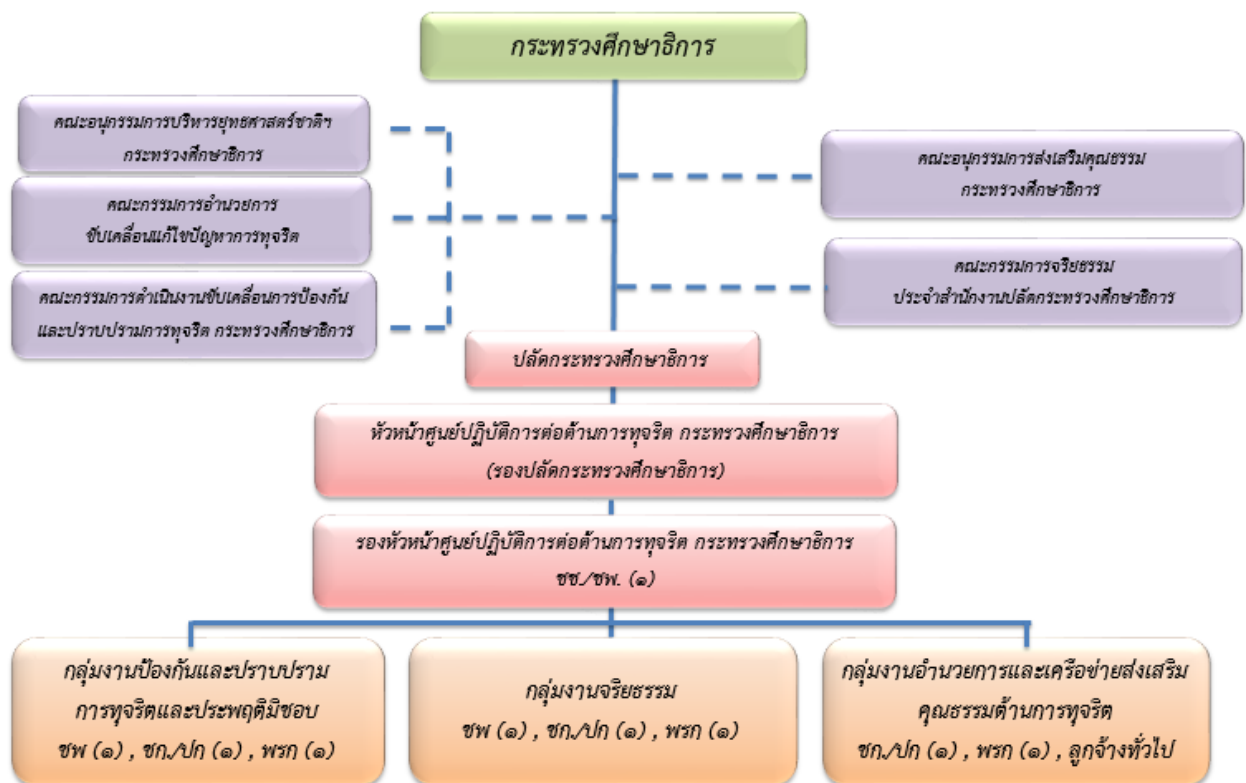 กระทรวงศึกษาธิการ
คณะอนุกรรมการบริหารยุทธศาสตร์ชาติฯ
กระทรวงศึกษาธิการ
คณะกรรมการอำนวยการ
ขับเคลื่อนแก้ไขปัญหาการทุจริต
คณะกรรมการดำเนินงานขับเคลื่อนการป้องกัน
และปราบปรามการทุจริต กระทรวงศึกษาธิการ
คณะอนุกรรมการส่งเสริมคุณธรรม
กระทรวงศึกษาธิการ
คณะกรรมการจริยธรรม
ประจำสำนักงานปลัดกระทรวงศึกษาธิการ
ปลัดกระทรวงศึกษาธิการ
หัวหน้าศูนย์ปฏิบัติการต่อต้านการทุจริต กระทรวงศึกษาธิการ
(รองปลัดกระทรวงศึกษาธิการ)
รองหัวหน้าศูนย์ปฏิบัติการต่อต้านการทุจริต กระทรวงศึกษาธิการ
ชช./ชพ. (๑)
กลุ่มงานป้องกันและปราบปราม
การทุจริตและประพฤติมิชอบ
ชพ (๑) , ชก./ปก (๑) , พรก (๑)
กลุ่มงานจริยธรรม
ชพ (๑) , ชก./ปก (๑) , พรก (๑)
กลุ่มงานอำนวยการและเครือข่ายส่งเสริม
คุณธรรมต้านการทุจริต
ชก./ปก (๑) , พรก (๑) , ลูกจ้างทั่วไป